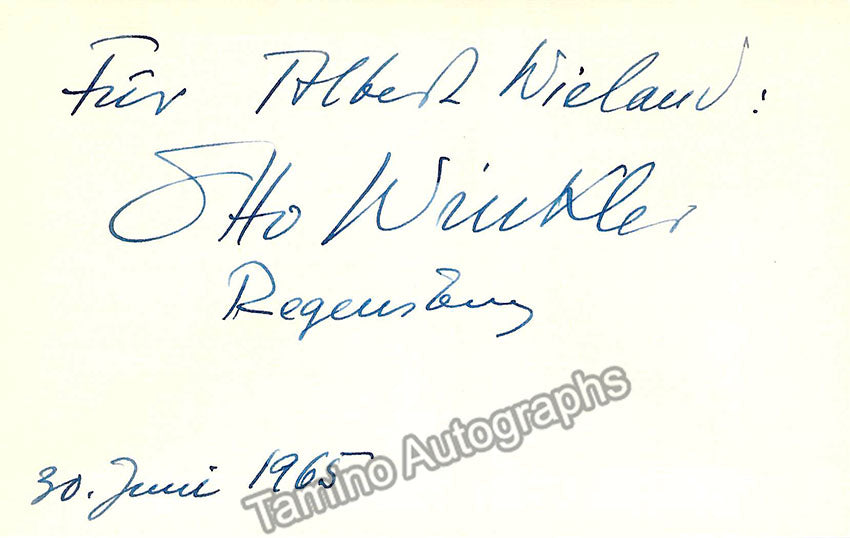 Für Albert Wieland:
Otto Winkler
Regensburg
30. Juni 1965
Tamino Autographs